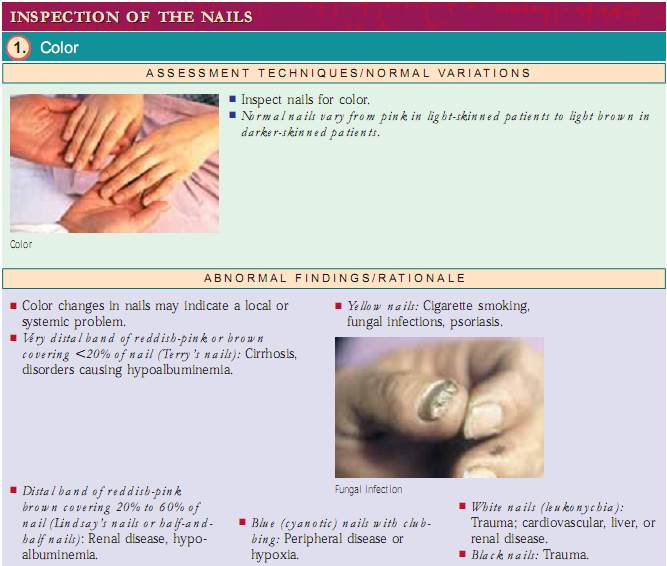 INSPECTION OF THE NAILS
1. Color
ASSESSMENT TECHNIQUES/NORMAL VARIATIONS
■ Inspect nails for color.
■ Normal nails vary from pink in light-skinned patients to light brown in
darker-skinned patients.
Color
ABNORMAL FINDINGS/RATIONALE
■ Color changes in nails may indicate a local or
systemic problem.
■ Very distal band of reddish-pink or brown
covering <20% of nail (Terry's nails): Cirrhosis,
disorders causing hypoalbuminemia.
■ Distal band of reddish-pink
brown covering 20% to 60% of
nail (Lindsay's nails or half-and-
half nails): Renal disease, hypo-
albuminemia.
■ Yellow nails: Cigarette smoking,
fungal infections, psoriasis.
Fungal infection
■ Blue (cyanotic) nails with club-
bing: Peripheral disease or
hypoxia.
■ White nails (leukonychia):
Trauma; cardiovascular, liver, or
renal disease.
■ Black nails: Trauma.